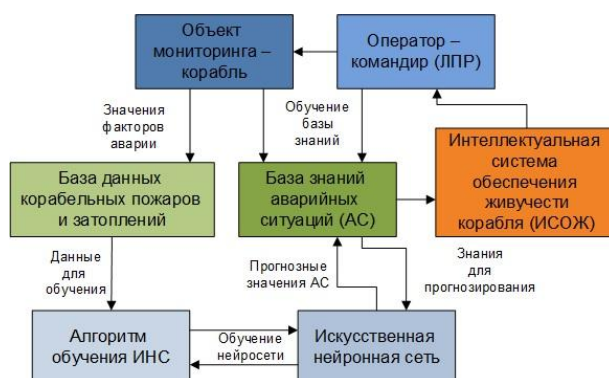 Объект
мониторинга –
корабль
Оператор –
командир (ЛПР)
Значения
факторов
аварии
Обучение
базы
знаний
База данных
корабельных пожаров
и затоплений
База знаний
аварийных
ситуаций (АС)
Интеллектуальная
система
обеспечения
живучести
корабля (ИСОЖ)
Данные
для
обучения
Прогнозные
значения АС
Знания
для
прогнозирования
Алгоритм
обучения ИНС
Обучение
нейросети
Искусственная
нейронная сеть